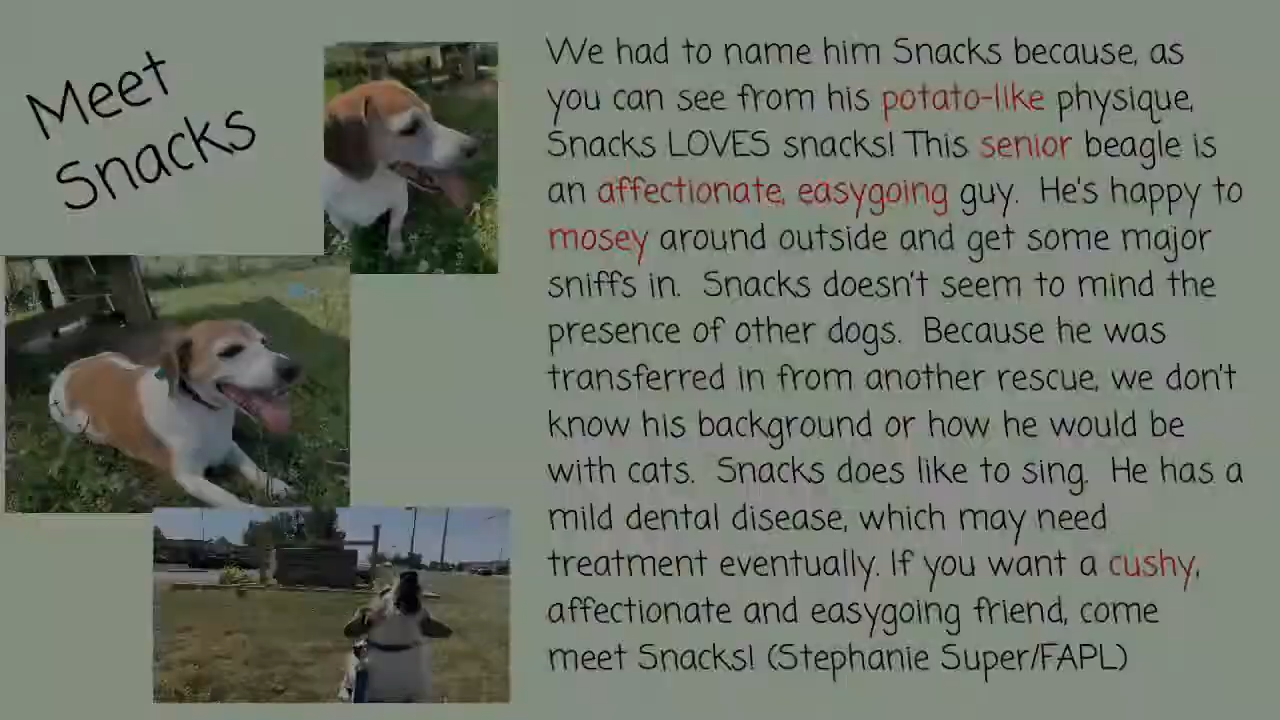 Meet
Snacks
We had to name him Snacks because, as
you can see from his potato-like physique,
Snacks LOVES snacks! This senior beagle is
an affectionate, easygoing guy. He's happy to
mosey around outside and get some major
sniffs in. Snacks doesn't seem to mind the
presence of other dogs. Because he was
transferred in from another rescue, we don't
know his background or how he would be
with cats. Snacks does like to sing. He has a
mild dental disease, which may need
treatment eventually. If you want a cushy,
affectionate and easygoing friend, come
meet Snacks! (Stephanie Super/FAPL)